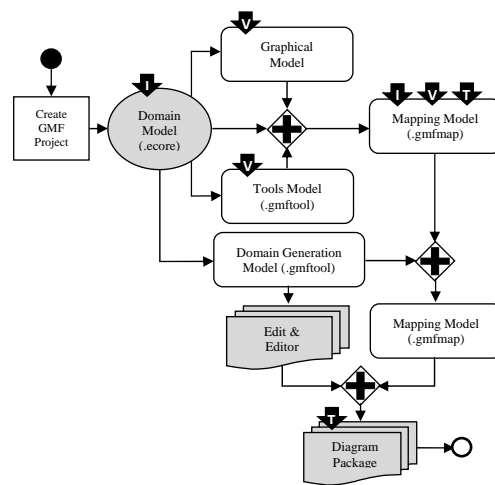 V
Graphical
Model
I
Create
GMF
Project
Domain
Model
(.ecore)
I V T
Mapping Model
(.gmfmap)
V
Tools Model
(.gmftool)
Domain Generation
Model (.gmftool)
Edit &
Editor
Mapping Model
(.gmfmap)
T
Diagram
Package